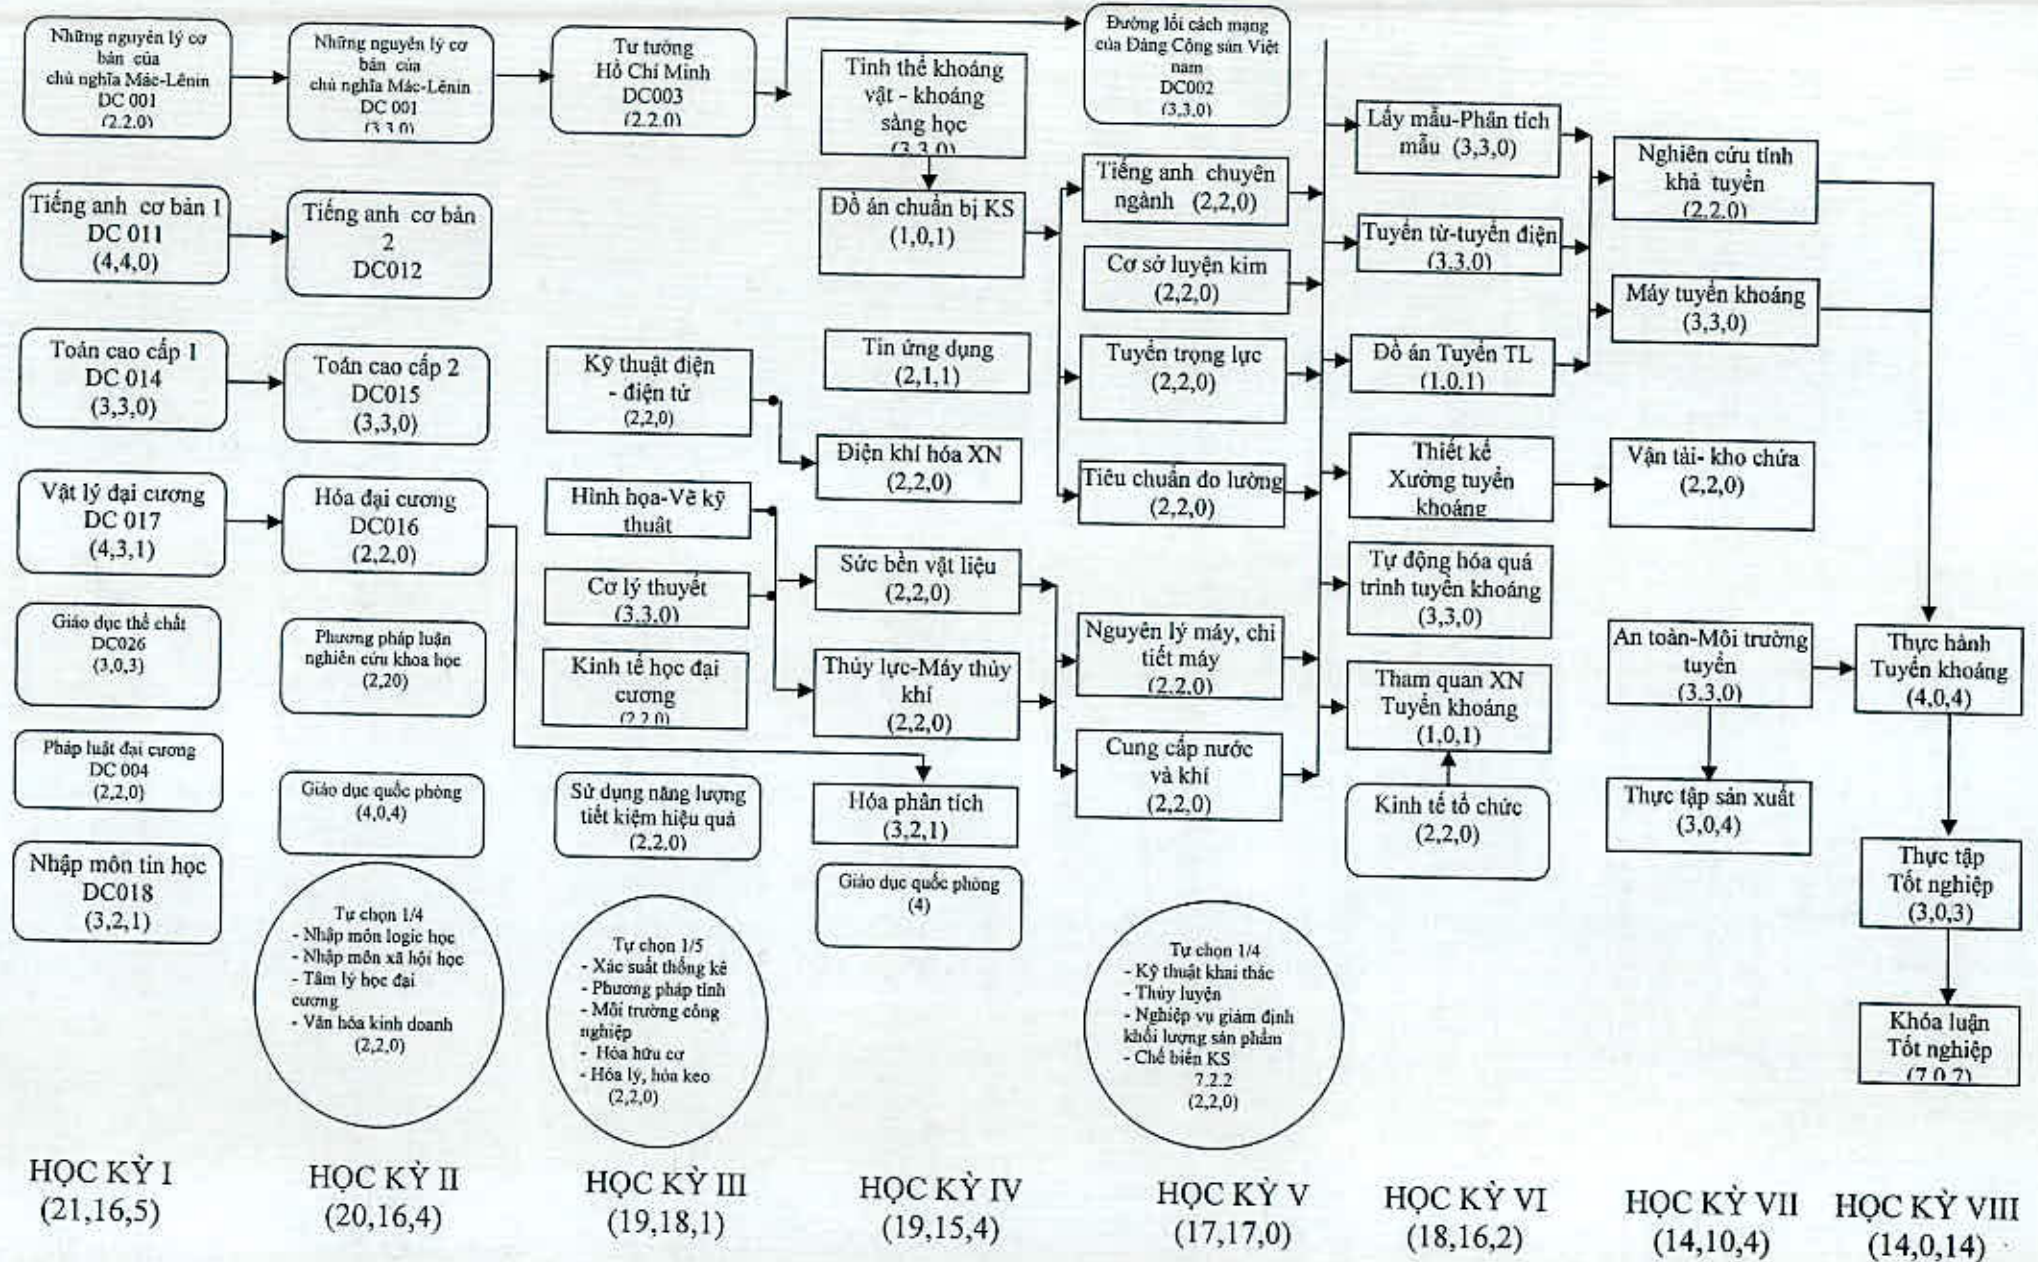 Những nguyên lý cơ
bản của
chủ nghĩa Mác-Lênin
DC 001
(2.2.0)
Những nguyên lý cơ
bản của
chủ nghĩa Mác-Lênin
DC 001
(3.3.0)
Tư tưởng
Hồ Chí Minh
DC003
(2.2.0)
Tinh thể khoáng
vật - khoáng
sàng học
(3.3.0)
Đường lối cách mạng
của Đảng Cộng sản Việt
nam
DC002
(3,3,0)
Lấy mẫu-Phân tích
mẫu (3,3,0)
Nghiên cứu tính
khả tuyển
(2,2,0)
Tiếng anh cơ bản 1
DC 011
(4,4,0)
Tiếng anh cơ bản
2
DC012
Đồ án chuẩn bị KS
(1,0,1)
Tiếng anh chuyên
ngành (2,2,0)
Tuyển từ-tuyển điện
(3.3.0)
Cơ sở luyện kim
(2,2,0)
Máy tuyển khoáng
(3,3,0)
Toán cao cấp 1
DC 014
(3,3,0)
Toán cao cấp 2
DC015
(3,3,0)
Kỹ thuật điện
- điện tử
(2,2,0)
Tin ứng dụng
(2,1,1)
Tuyển trọng lực
(2,2,0)
Đồ án Tuyển TL
(1.0.1)
Điện khí hóa XN
(2,2,0)
Tiêu chuẩn đo lường
(2,2,0)
Thiết kế
Xưởng tuyển
khoáng
Vận tải- kho chứa
(2,2,0)
Vật lý đại cương
DC 017
(4,3,1)
Hóa đại cương
DC016
(2,2,0)
Hình họa-Vẽ kỹ
thuật
Cơ lý thuyết
(3.3.0)
Sức bền vật liệu
(2,2,0)
Tự động hóa quá
trình tuyển khoáng
(3,3,0)
Giáo dục thể chất
DC026
(3,0,3)
Phương pháp luận
nghiên cứu khoa học
(2,20)
Kinh tế học đại
cương
(2.2.0)
Thủy lực-Máy thủy
khí
(2,2,0)
Nguyên lý máy, chi
tiết máy
(2.2.0)
Tham quan XN
Tuyển khoáng
(1,0,1)
An toàn-Môi trường
tuyển
(3.3.0)
Thực hành
Tuyển khoáng
(4,0,4)
Pháp luật đại cương
DC 004
(2,2,0)
Giáo dục quốc phòng
(4,0,4)
Sử dụng năng lượng
tiết kiệm hiệu quả
(2,2,0)
Hóa phân tích
(3,2,1)
Cung cấp nước
và khí
(2,2,0)
Kinh tế tổ chức
(2,2,0)
Thực tập sản xuất
(3,0,4)
Nhập môn tin học
DC018
(3,2,1)
Giáo dục quốc phòng
(4)
Thực tập
Tốt nghiệp
(3,0,3)
Tự chọn 1/4
- Nhập môn logic học
- Nhập môn xã hội học
- Tâm lý học đại
cương
- Văn hóa kinh doanh
(2,2,0)
Tự chọn 1/5
- Xác suất thống kê
- Phương pháp tính
- Môi trường công
nghiệp
- Hóa hữu cơ
- Hóa lý, hóa keo
(2,2,0)
Tự chọn 1/4
- Kỹ thuật khai thác
- Thủy luyện
- Nghiệp vụ giám định
khối lượng sản phẩm
- Chế biến KS
7.2.2
(2,2,0)
Khóa luận
Tốt nghiệp
(7.0.7)
HỌC KỲ I
(21,16,5)
HỌC KỲ II
(20,16,4)
HỌC KỲ III
(19,18,1)
HỌC KỲ IV
(19,15,4)
HỌC KỲ V
(17,17,0)
HỌC KỲ VI
(18,16,2)
HỌC KỲ VII
(14,10,4)
HỌC KỲ VIII
(14,0,14)